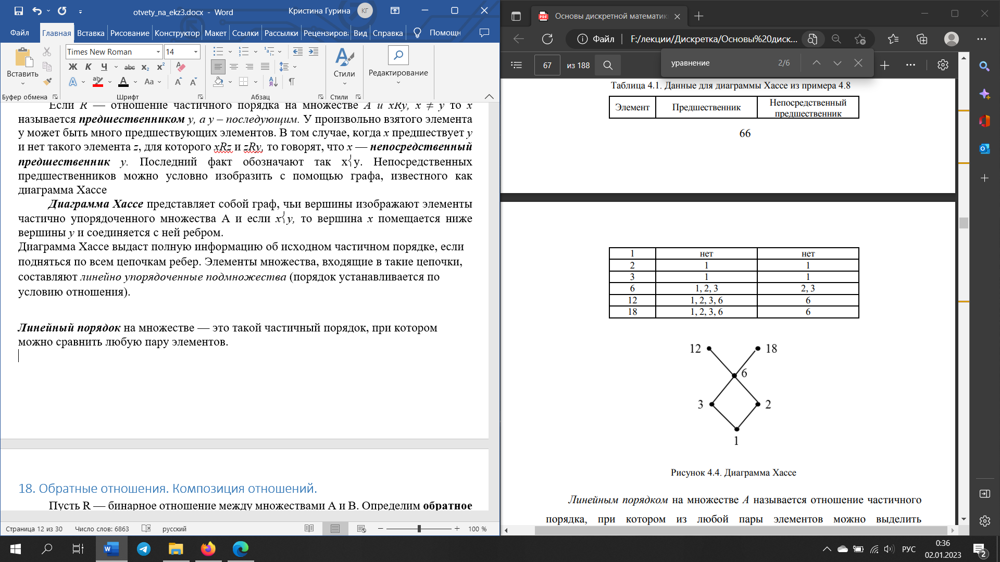 otvety_na_ekz3.docx - Word
Кристина Гурина
КГ
Файл Главная Вставка Рисование Конструктор Макет Ссылки Рассылки Рецензирова Вид Справка Помощн
Вставить
Буфер обмена
Times New Roman 14
Ж К Ч abc x₂ x²
Aa
Шрифт
Абзац
Стили
Стили
Редактирование
Если R — отношение частичного порядка на множестве A и xRy, x ≠ y то x
называется предшественником y, а y – последующим. У произвольно взятого элемента
y может быть много предшествующих элементов. В том случае, когда x предшествует y
и нет такого элемента z, для которого xRz и zRy, то говорят, что x — непосредственный
предшественник y. Последний факт обозначают так x⎬y. Непосредственных
предшественников можно условно изобразить с помощью графа, известного как
диаграмма Хассе
Диаграмма Хассе представляет собой граф, чьи вершины изображают элементы
частично упорядоченного множества А и если x⎬y, то вершина x помещается ниже
вершины y и соединяется с ней ребром.
Диаграмма Хассе выдаст полную информацию об исходном частичном порядке, если
подняться по всем цепочкам ребер. Элементы множества, входящие в такие цепочки,
составляют линейно упорядоченные подмножества (порядок устанавливается по
условию отношения).
Линейный порядок на множестве — это такой частичный порядок, при котором
можно сравнить любую пару элементов.
18. Обратные отношения. Композиция отношений.
Пусть R — бинарное отношение между множествами А и В. Определим обратное
Страница 12 из 30 Число слов: 6863 русский 100 %
Основы дискретной математик
Файл F:/лекции/Дискретка/Основы%20диск...
67 из 188
уравнение 2/6
Таблица 4.1. Данные для диаграммы Хассе из примера 4.8
Элемент Предшественник Непосредственный предшественник
66
1 нет нет
2 1 1
3 1 1
6 1, 2, 3 2, 3
12 1, 2, 3, 6 6
18 1, 2, 3, 6 6
12 18
6
3 2
1
Рисунок 4.4. Диаграмма Хассе
Линейным порядком на множестве A называется отношение частичного
порядка, при котором из любой пары элементов можно выделить
РУС
0:36
02.01.2023
2